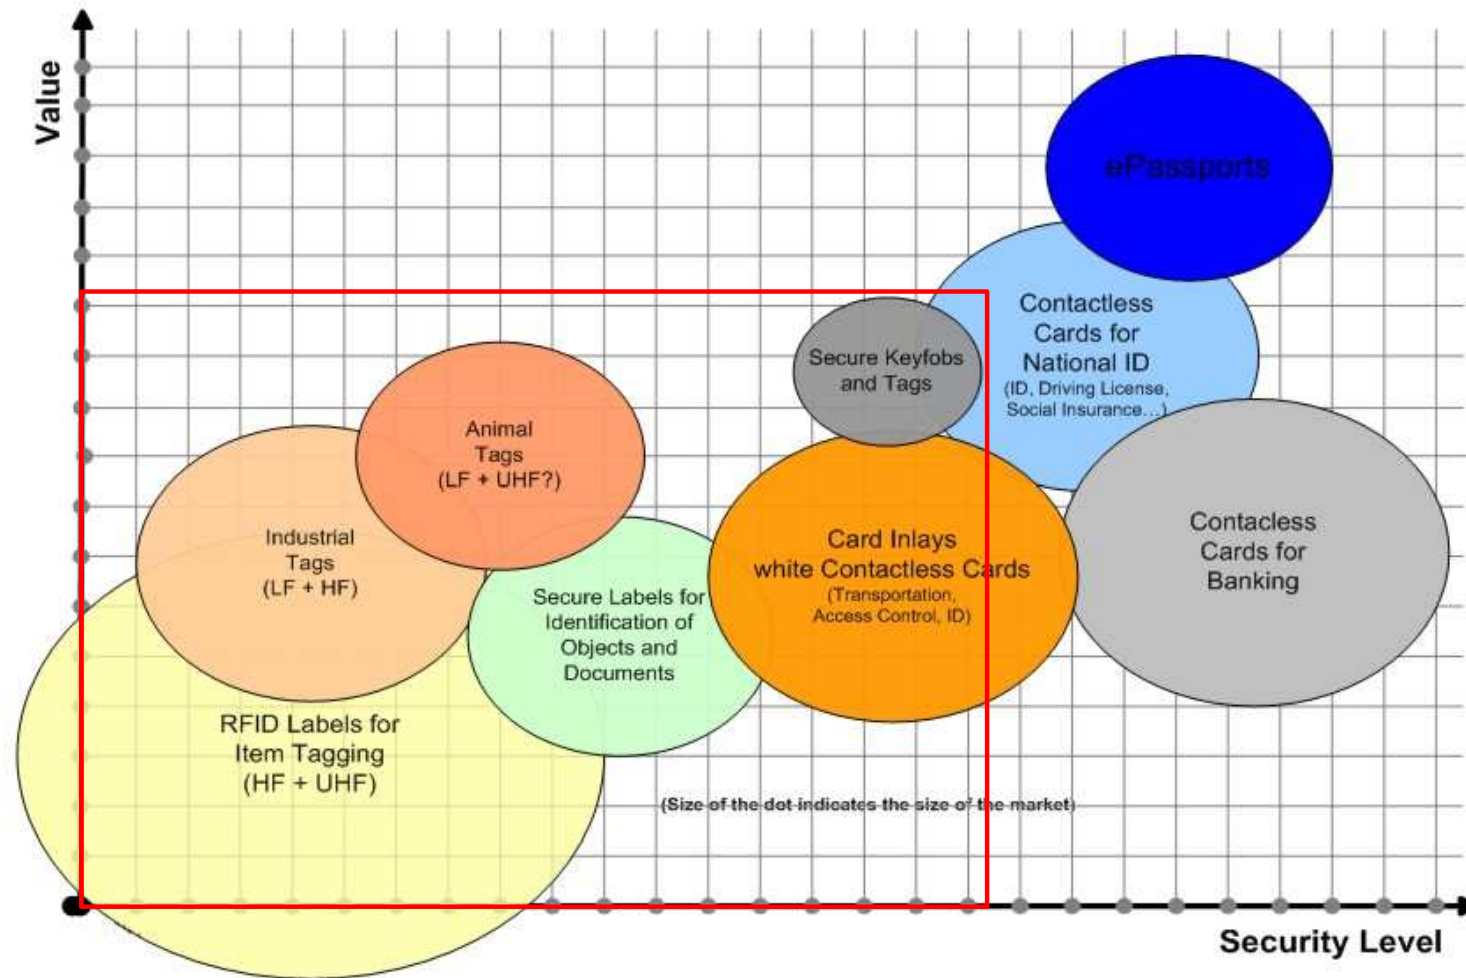 Value
ePassports
Contactless
Cards for
National ID
(ID, Driving License,
Social Insurance...)
Secure Keyfobs
and Tags
Animal
Tags
(LF + UHF?)
Industrial
Tags
(LF + HF)
Card Inlays
white Contactless Cards
(Transportation,
Access Control, ID)
Contacless
Cards for
Banking
Secure Labels for
Identification of
Objects and
Documents
RFID Labels for
Item Tagging
(HF + UHF)
(Size of the dot indicates the size of the market)
Security Level